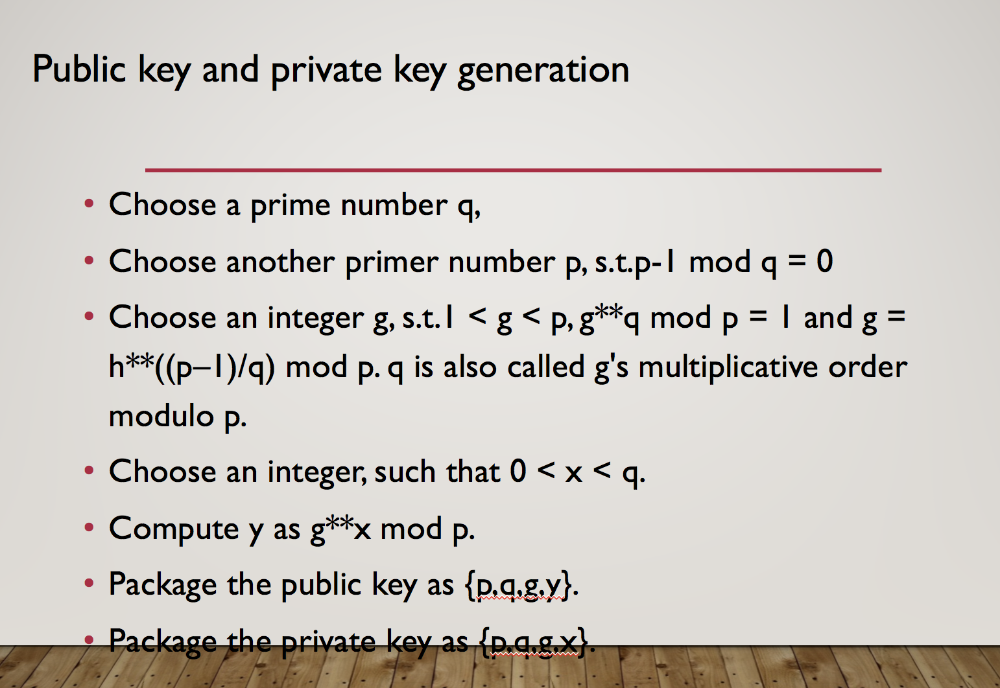 Public key and private key generation
• Choose a prime number q,
• Choose another primer number p, s.t.p-1 mod q = 0
• Choose an integer g, s.t.1 < g < p, g**q mod p = 1 and g =
h**((p–1)/q) mod p. q is also called g's multiplicative order
modulo p.
• Choose an integer, such that 0 < x < q.
• Compute y as g**x mod p.
• Package the public key as {p,q,g,y}.
• Package the private key as {p,q,g,x}.